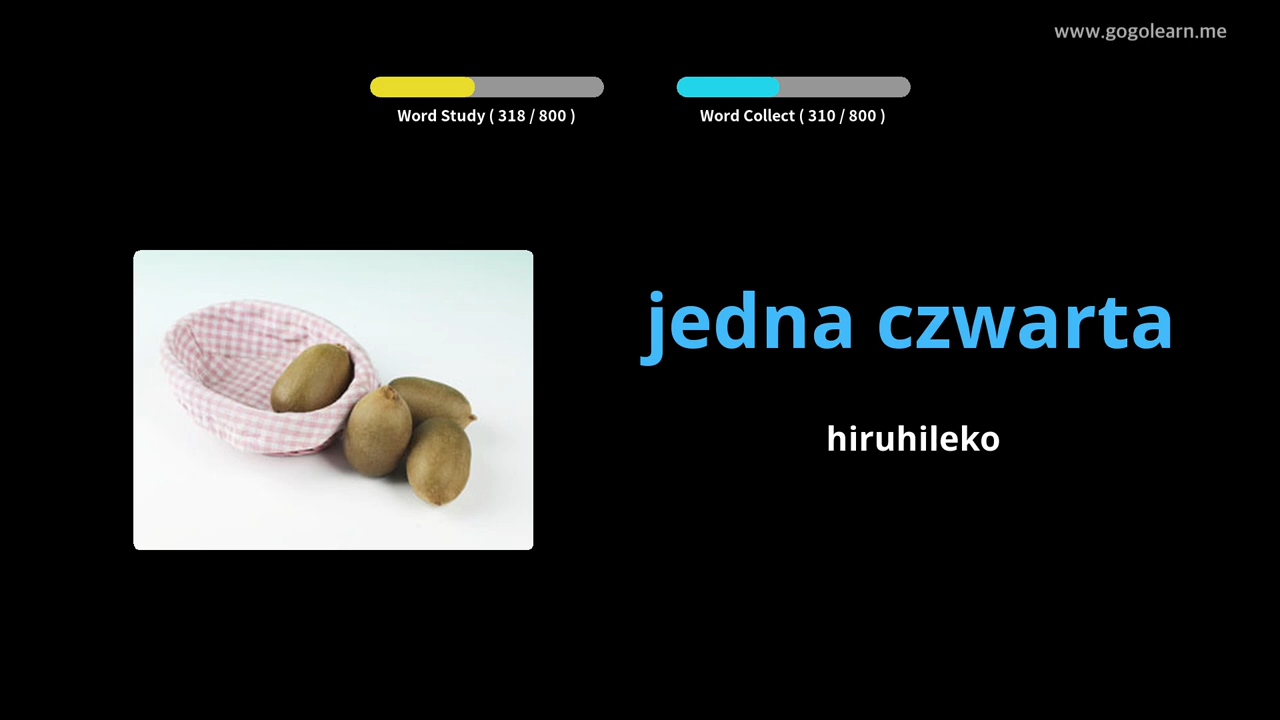 www.gogolearn.me
Word Study ( 318 / 800 )
Word Collect ( 310 / 800 )
jedna czwarta
hiruhileko